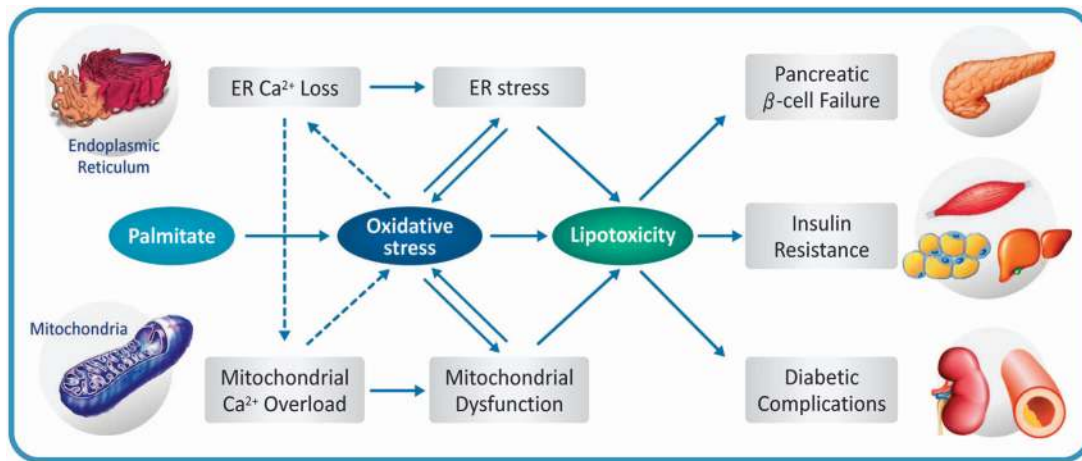 ER Ca²⁺ Loss
ER stress
Pancreatic
β-cell Failure
Endoplasmic
Reticulum
Palmitate
Oxidative
stress
Lipotoxicity
Insulin
Resistance
Mitochondria
Mitochondrial
Ca²⁺ Overload
Mitochondrial
Dysfunction
Diabetic
Complications